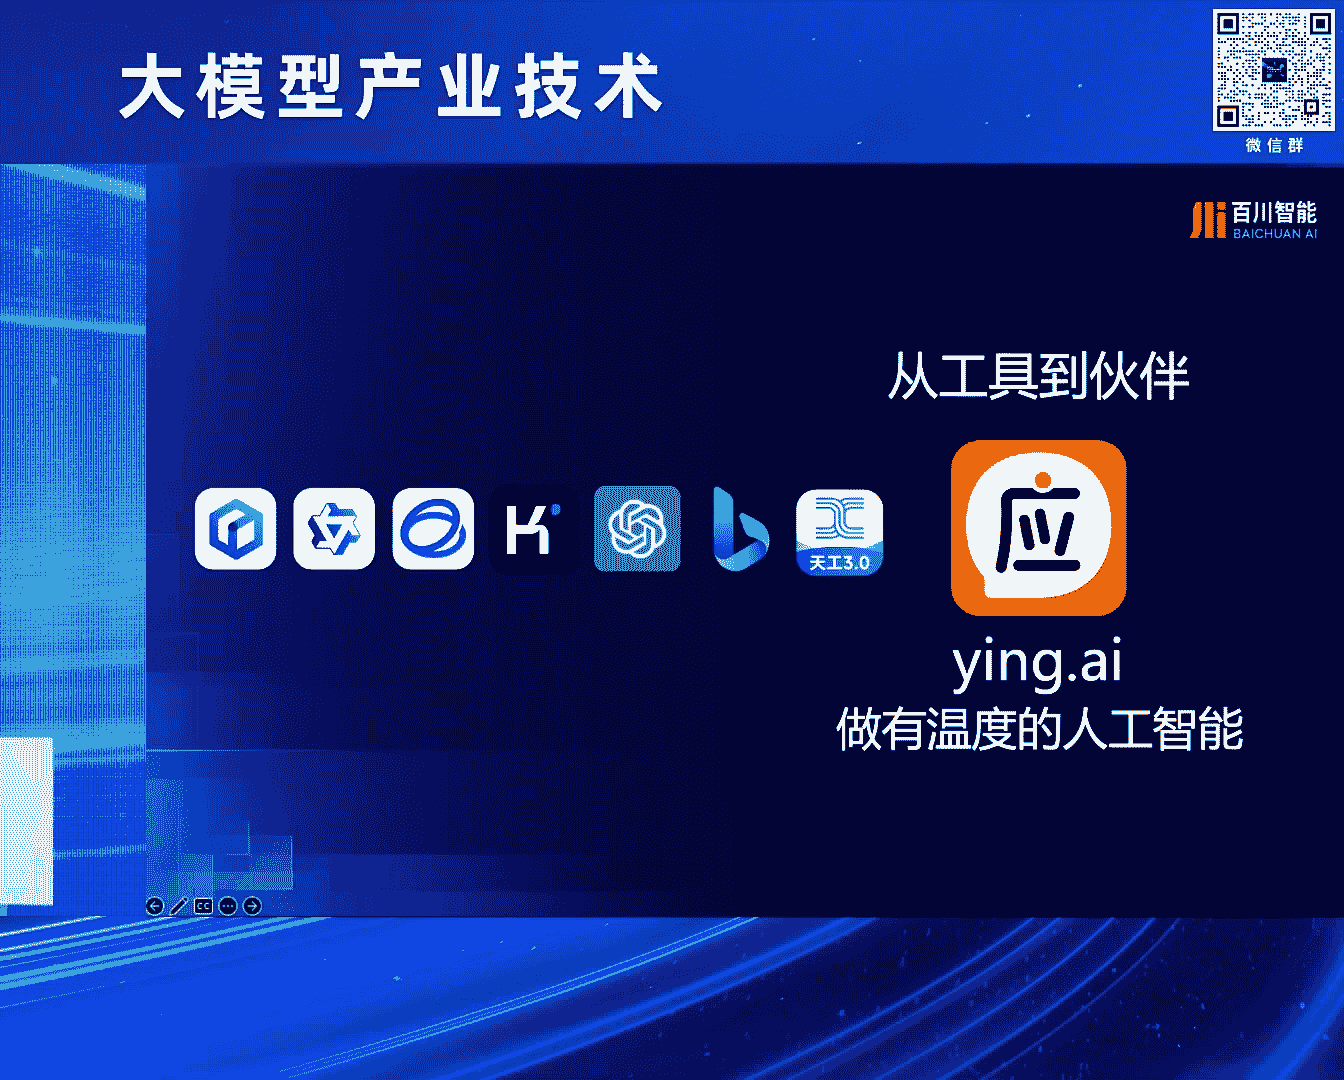 大模型产业技术
微信群
百川智能
BAICHUAN AI
从工具到伙伴
天工3.0
应
ying.ai
做有温度的人工智能
CC